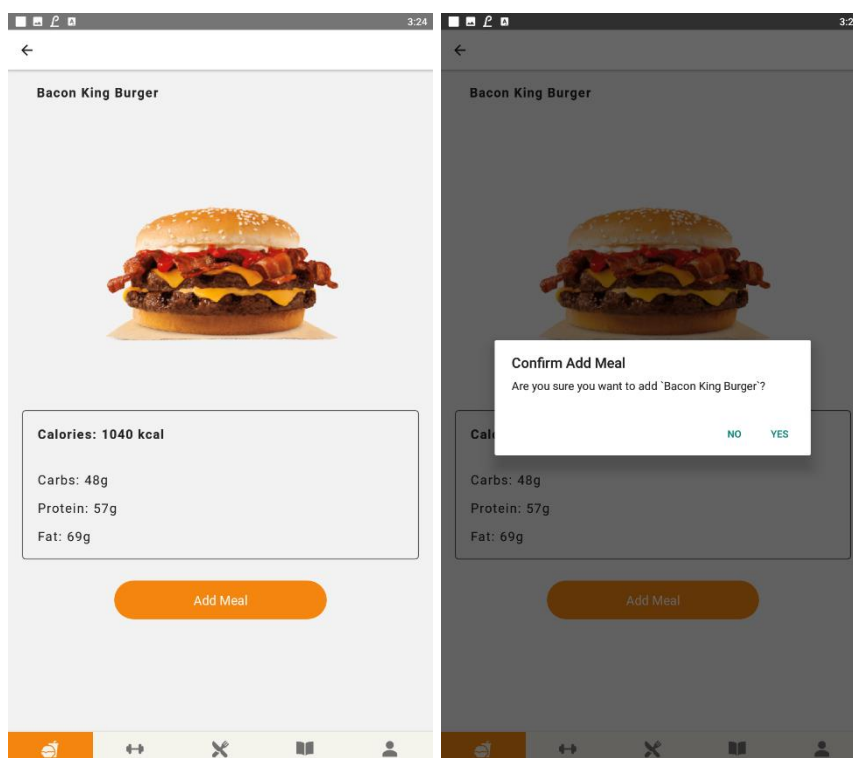 3:24
Bacon King Burger
Calories: 1040 kcal
Carbs: 48g
Protein: 57g
Fat: 69g
Add Meal
Bacon King Burger
Confirm Add Meal
Are you sure you want to add `Bacon King Burger`?
NO YES
Carbs: 48g
Protein: 57g
Fat: 69g
Add Meal